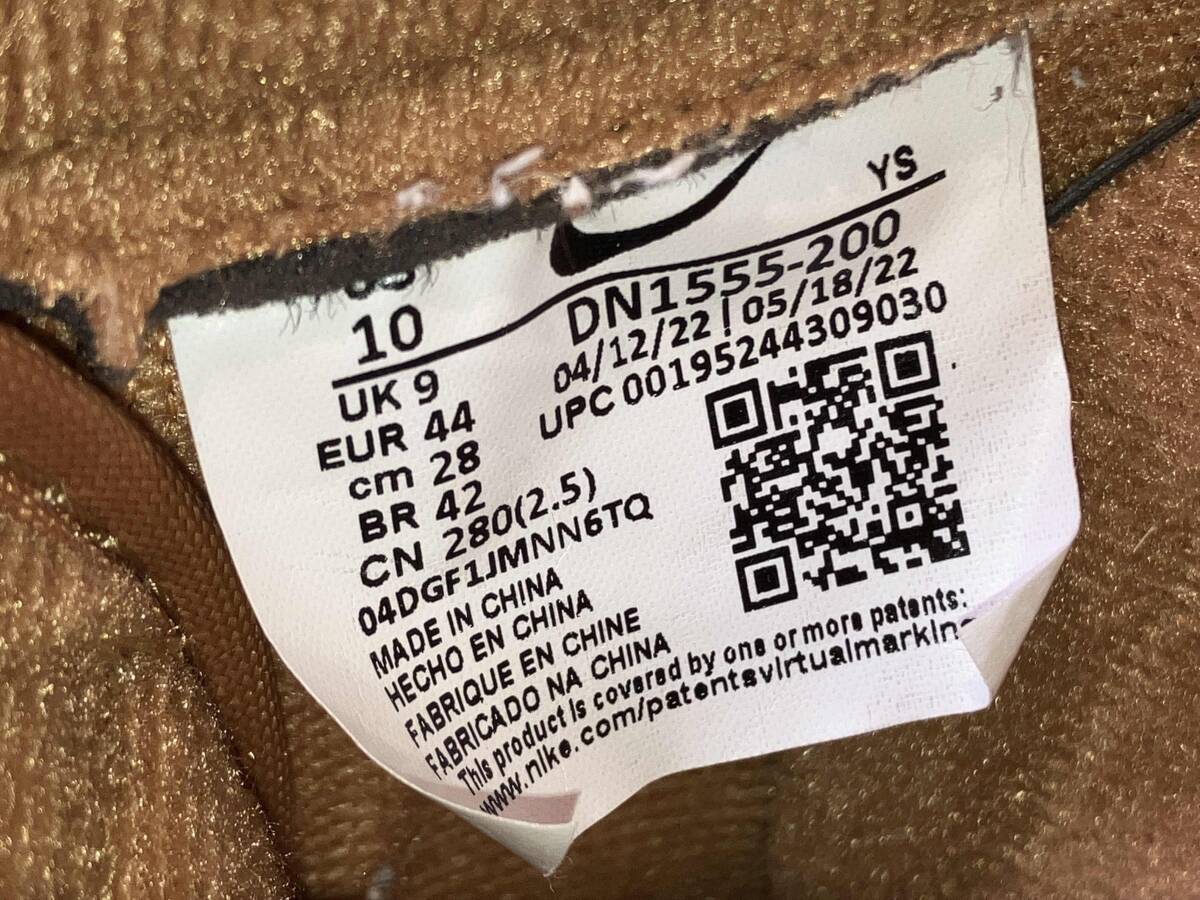 YS
10
DN1555-200
UK 9
04/12/22 | 05/18/22
EUR 44
UPC 00195244309030
cm 28
BR 42
CN 280(2.5)
04DGF1JMNN6TQ
MADE IN CHINA
HECHO EN CHINA
FABRIQUE EN CHINE
FABRICADO NA CHINA
This product is covered by one or more patents:
www.nike.com/patentsvirtualmarking